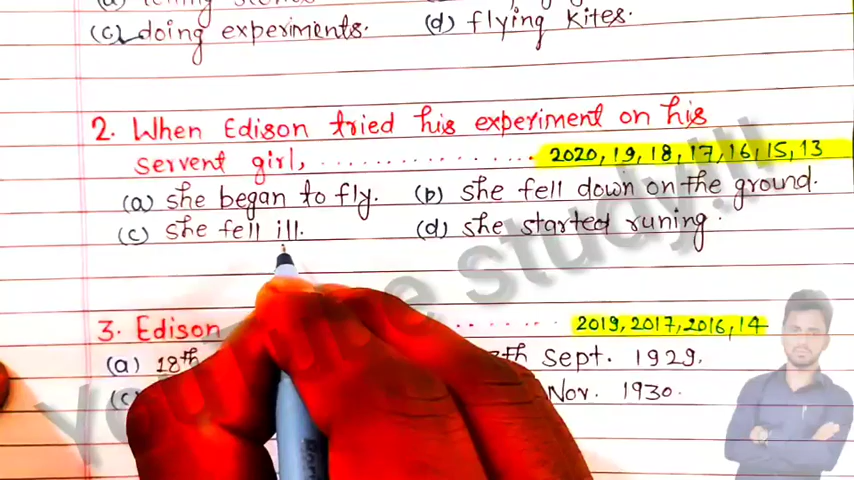 (c) doing experiments. (d) flying kites.
2. When Edison tried his experiment on his
servent girl, .................. 2020, 19, 18, 17, 16, 15, 13
(a) she began to fly. (b) she fell down on the ground.
(c) she fell ill. (d) she started runing.
3. Edison ........ 2019, 2017, 2016, 14
(a) 18th Sept. 1929.
(c) Nov. 1930.